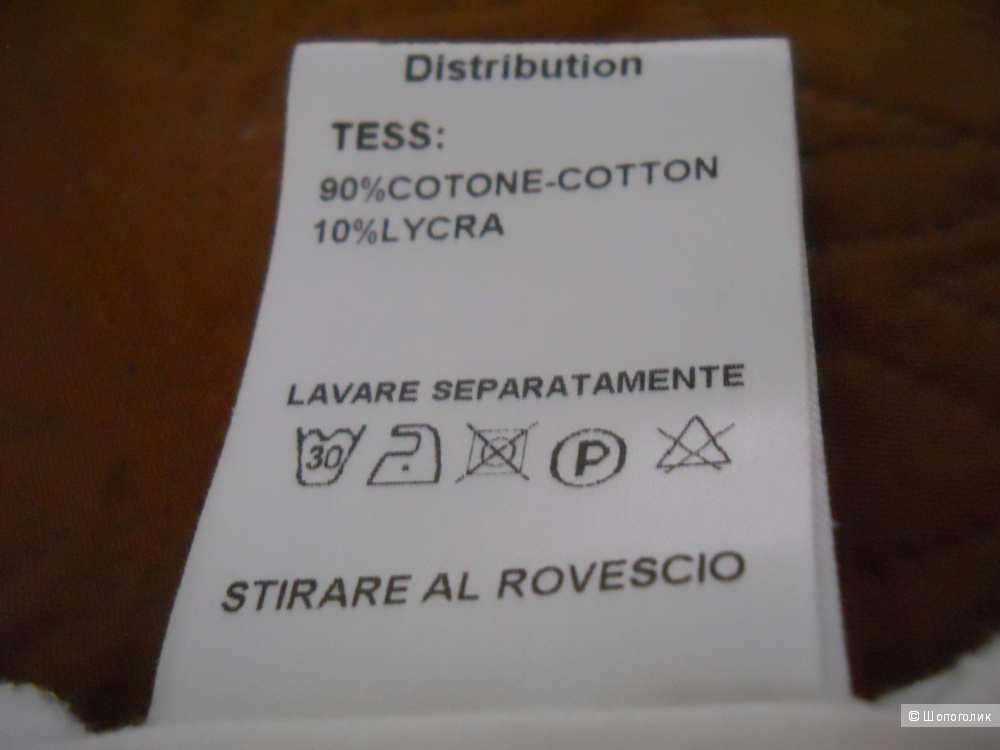 Distribution
TESS:
90%COTONE-COTTON
10%LYCRA
LAVARE SEPARATAMENTE
30 P
STIRARE AL ROVESCIO
© Шопоголик